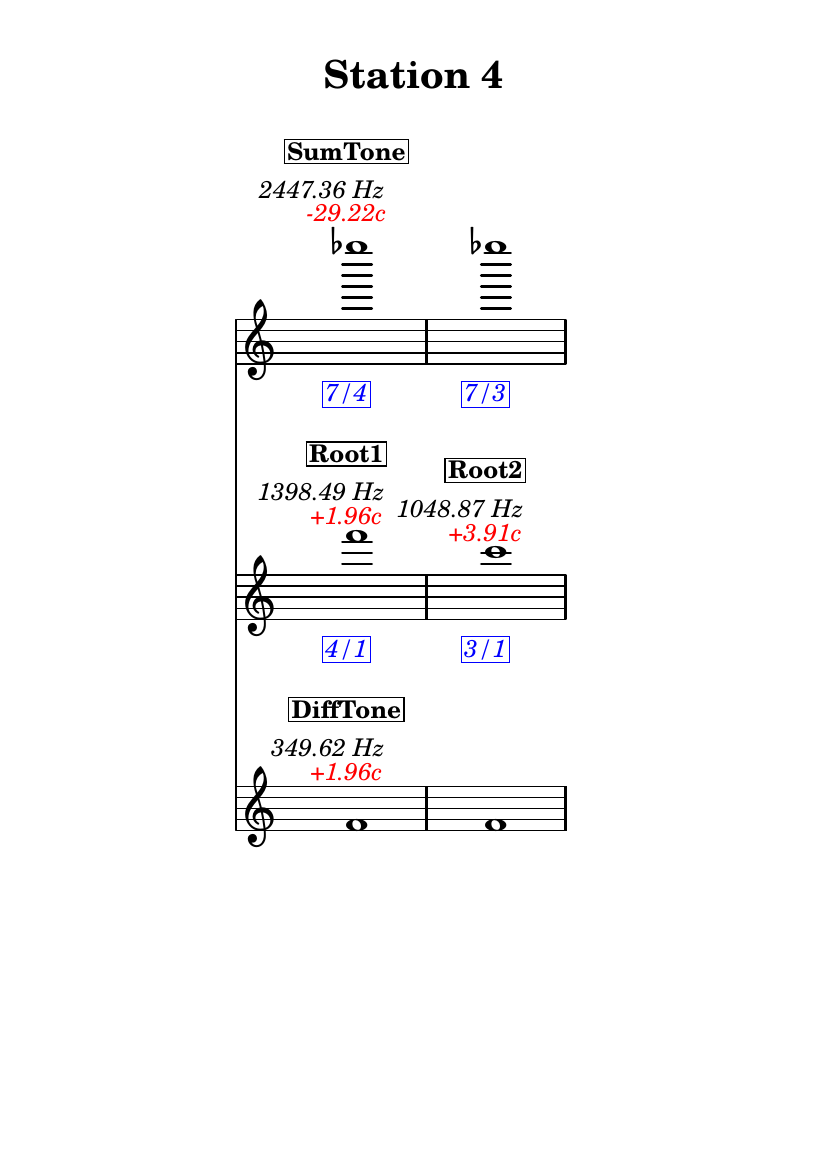 Station 4
SumTone
2447.36 Hz
-29.22c
7/4 7/3
Root1
Root2
1398.49 Hz
1048.87 Hz
+1.96c
+3.91c
4/1 3/1
DiffTone
349.62 Hz
+1.96c